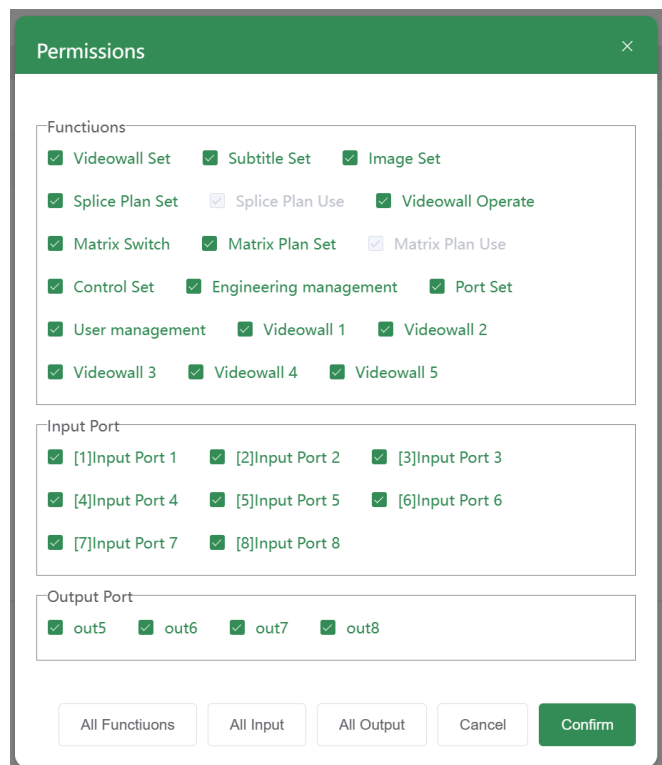 Permissions
Functiuons
Videowall Set Subtitle Set Image Set
Splice Plan Set Splice Plan Use Videowall Operate
Matrix Switch Matrix Plan Set Matrix Plan Use
Control Set Engineering management Port Set
User management Videowall 1 Videowall 2
Videowall 3 Videowall 4 Videowall 5
Input Port
[1]Input Port 1 [2]Input Port 2 [3]Input Port 3
[4]Input Port 4 [5]Input Port 5 [6]Input Port 6
[7]Input Port 7 [8]Input Port 8
Output Port
out5 out6 out7 out8
All Functiuons All Input All Output Cancel Confirm